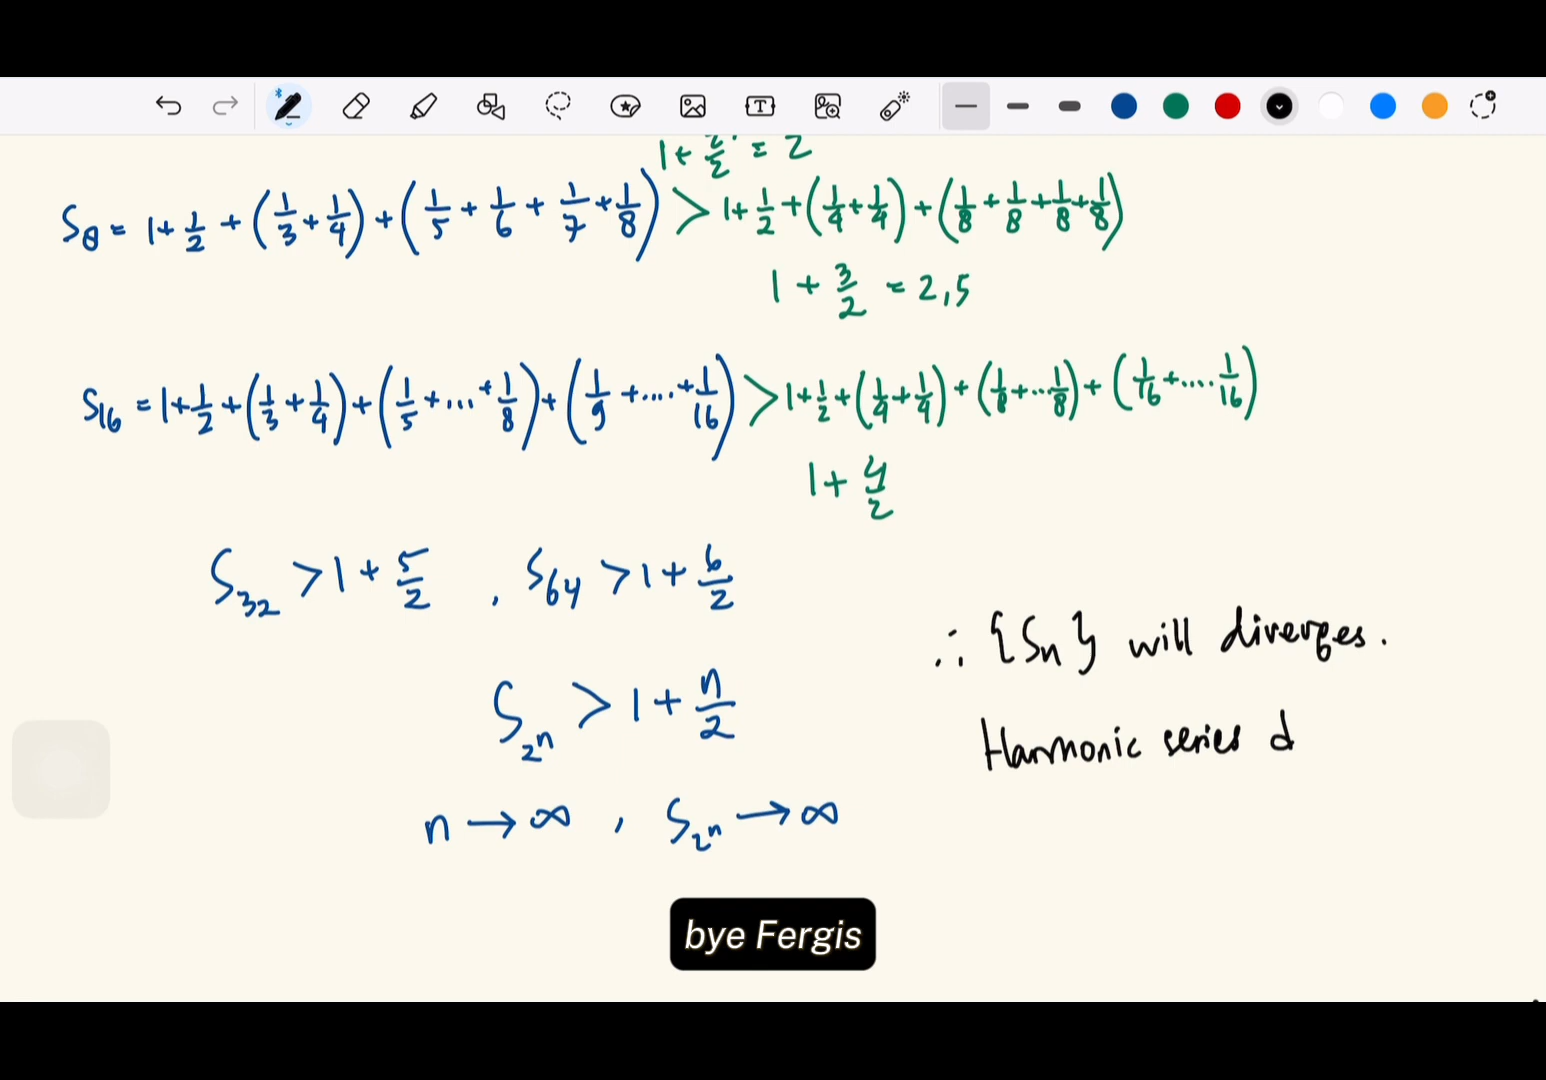 1 + 2/2 = 2
S₈ = 1 + 1/2 + (1/3 + 1/4) + (1/5 + 1/6 + 1/7 + 1/8) > 1 + 1/2 + (1/4 + 1/4) + (1/8 + 1/8 + 1/8 + 1/8)
1 + 3/2 = 2,5
S₁₆ = 1 + 1/2 + (1/3 + 1/4) + (1/5 + ... + 1/8) + (1/9 + .... + 1/16) > 1 + 1/2 + (1/4 + 1/4) + (1/8 + ... 1/8) + (1/16 + .... 1/16)
1 + 4/2
S₃₂ > 1 + 5/2 , S₆₄ > 1 + 6/2
∴ {Sn} will diverges.
S₂ⁿ > 1 + n/2
Harmonic series d
n → ∞ , S₂ⁿ → ∞
bye Fergis